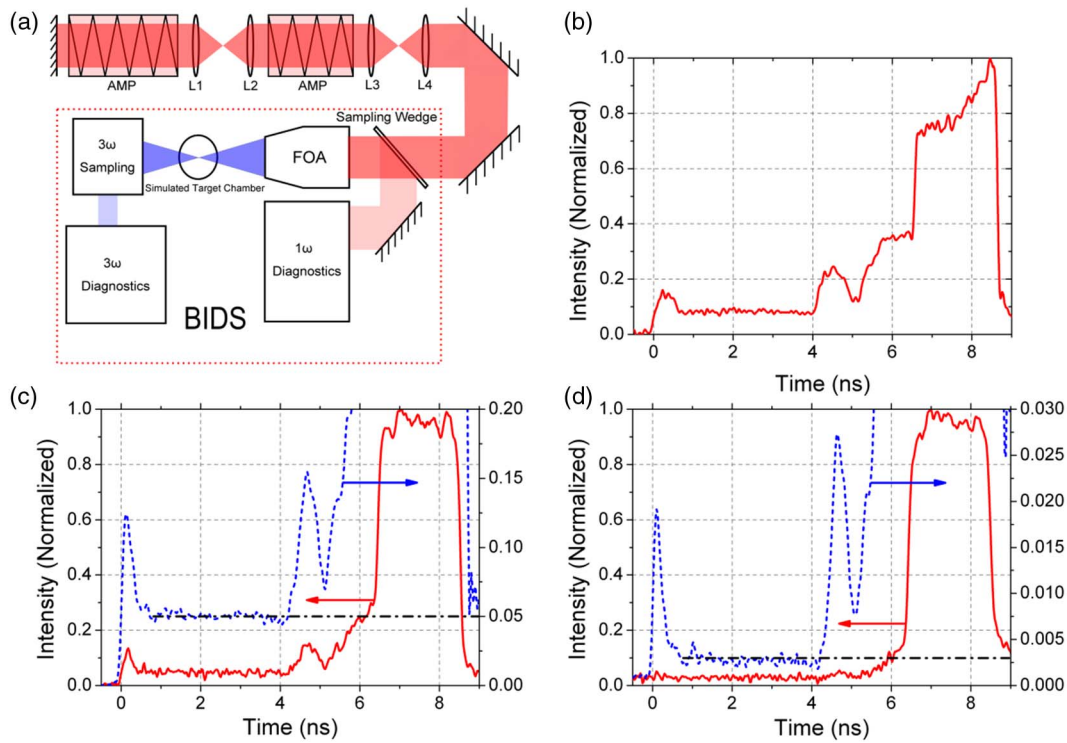 (a)
AMP
L1
L2
AMP
L3
L4
Sampling Wedge
3ω
Sampling
Simulated Target Chamber
FOA
3ω
Diagnostics
1ω
Diagnostics
BIDS
(b)
Intensity (Normalized)
1.0
0.8
0.6
0.4
0.2
0.0
0 2 4 6 8
Time (ns)
(c)
Intensity (Normalized)
1.0
0.8
0.6
0.4
0.2
0.0
0.20
0.15
0.10
0.05
0.00
0 2 4 6 8
Time (ns)
(d)
Intensity (Normalized)
1.0
0.8
0.6
0.4
0.2
0.0
0.030
0.025
0.020
0.015
0.010
0.005
0.000
0 2 4 6 8
Time (ns)